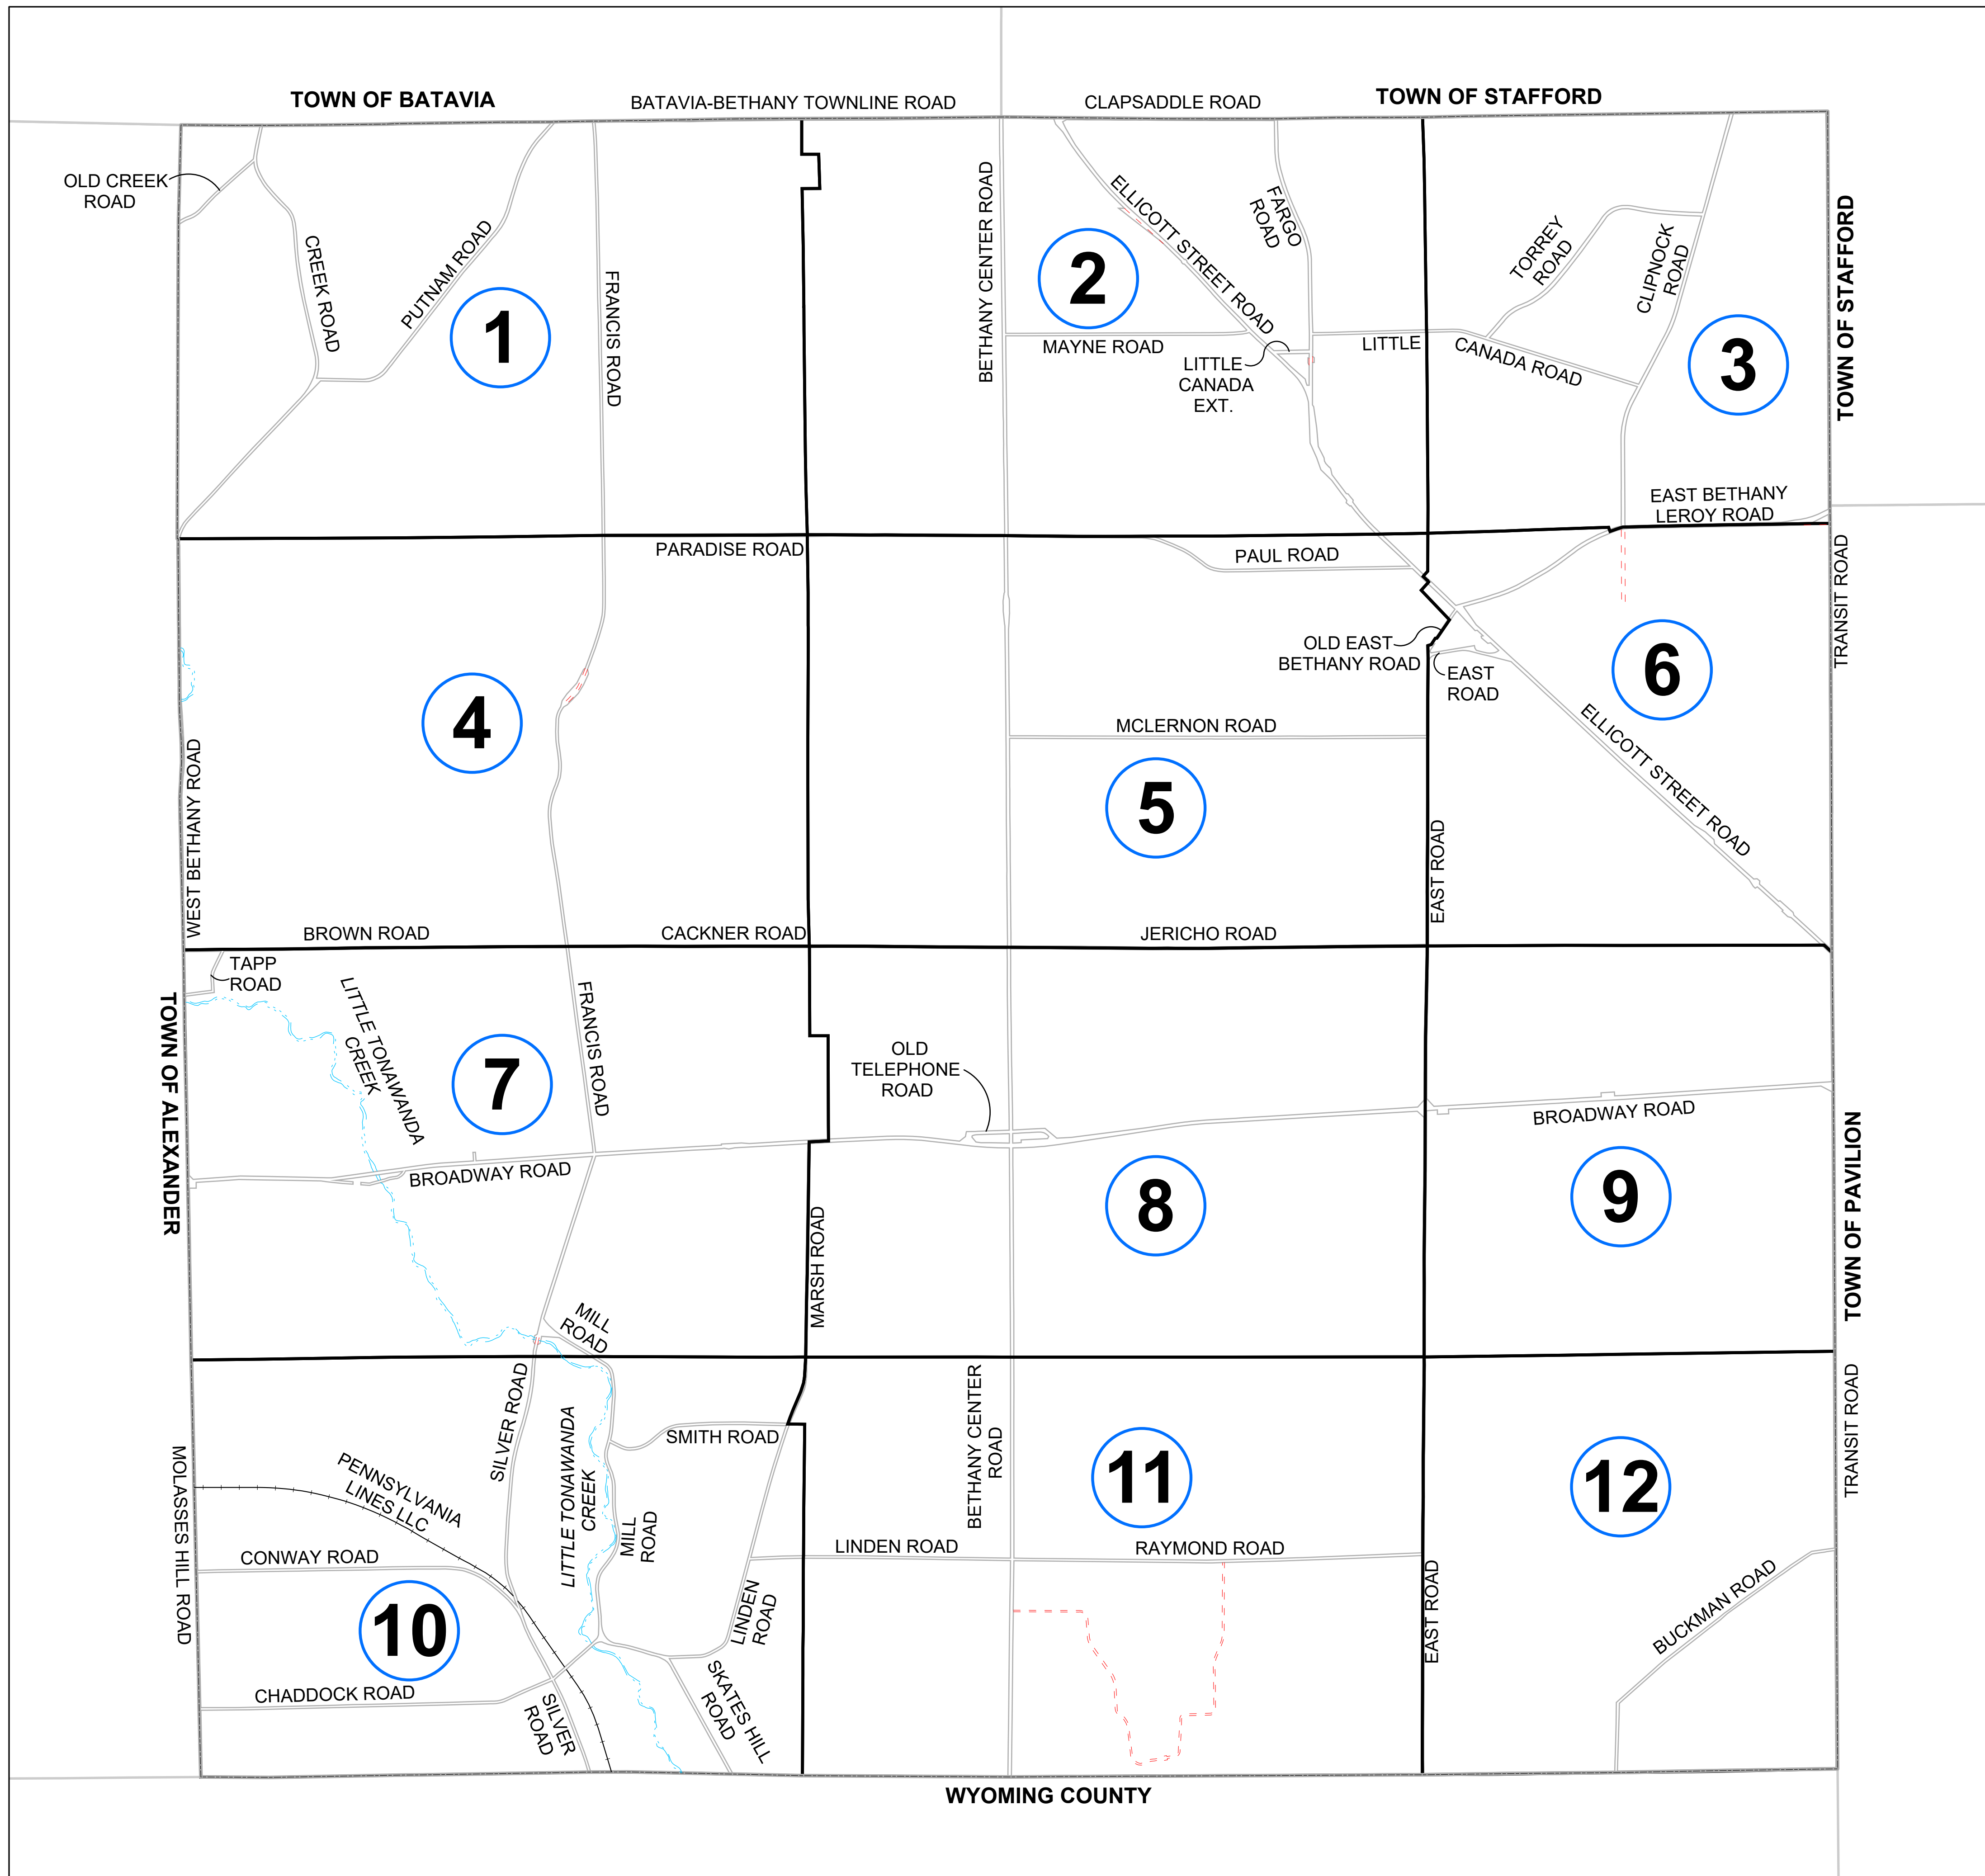 TOWN OF BATAVIA
BATAVIA-BETHANY TOWNLINE ROAD
CLAPSADDLE ROAD
TOWN OF STAFFORD
OLD CREEK
ROAD
CREEK ROAD
PUTNAM ROAD
FRANCIS ROAD
1
BETHANY CENTER ROAD
2
ELLICOTT STREET ROAD
FARGO
ROAD
MAYNE ROAD
LITTLE
CANADA
EXT.
LITTLE
CANADA ROAD
TORREY
ROAD
CLIPNOCK
ROAD
3
TOWN OF STAFFORD
EAST BETHANY
LEROY ROAD
PARADISE ROAD
PAUL ROAD
TRANSIT ROAD
OLD EAST
BETHANY ROAD
EAST
ROAD
6
4
MCLERNON ROAD
5
ELLICOTT STREET ROAD
WEST BETHANY ROAD
EAST ROAD
BROWN ROAD
CACKNER ROAD
JERICHO ROAD
TAPP
ROAD
LITTLE TONAWANDA
CREEK
TOWN OF ALEXANDER
7
FRANCIS ROAD
OLD
TELEPHONE
ROAD
BROADWAY ROAD
BROADWAY ROAD
8
9
TOWN OF PAVILION
MARSH ROAD
MILL
ROAD
SILVER ROAD
LITTLE TONAWANDA
CREEK
SMITH ROAD
BETHANY CENTER
ROAD
11
12
TRANSIT ROAD
MOLASSES HILL ROAD
PENNSYLVANIA
LINES LLC
MILL
ROAD
CONWAY ROAD
LINDEN ROAD
RAYMOND ROAD
10
LINDEN
ROAD
EAST ROAD
BUCKMAN ROAD
CHADDOCK ROAD
SILVER
ROAD
SKATES HILL
ROAD
WYOMING COUNTY